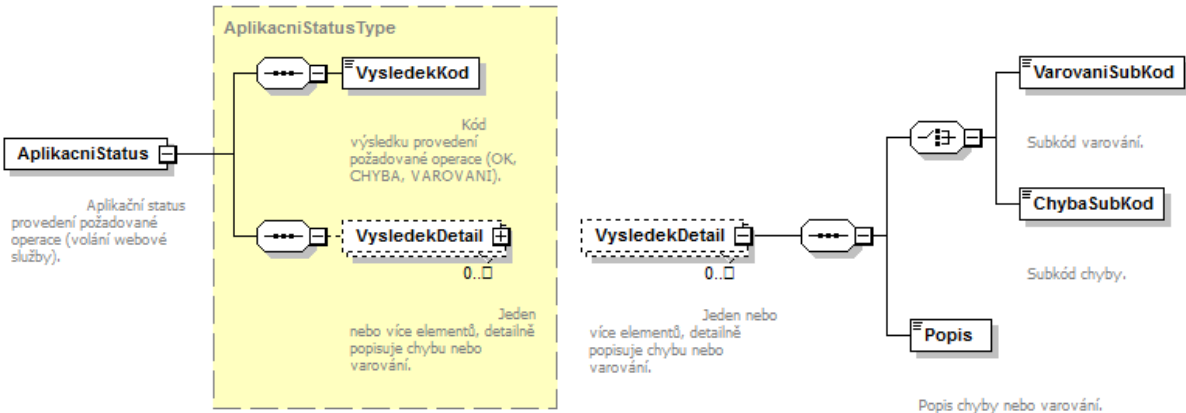 AplikacniStatusType
VysledekKod
Kód
výsledku provedení
požadované operace (OK,
CHYBA, VAROVANI).
AplikacniStatus
Aplikační status
provedení požadované
operace (volání webové
služby).
VysledekDetail
0..□
Jeden
nebo více elementů, detailně
popisuje chybu nebo
varování.
VysledekDetail
0..□
Jeden nebo
více elementů, detailně
popisuje chybu nebo
varování.
VarovaniSubKod
Subkód varování.
ChybaSubKod
Subkód chyby.
Popis
Popis chyby nebo varování.